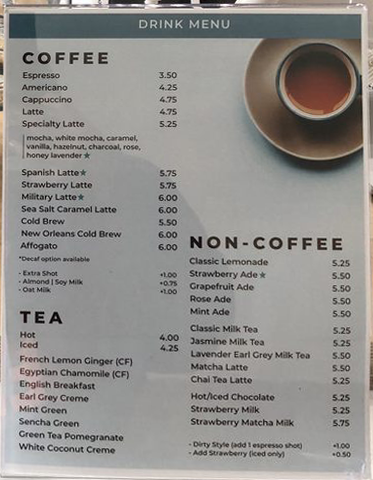 DRINK MENU
COFFEE
Espresso 3.50
Americano 4.25
Cappuccino 4.75
Latte 4.75
Specialty Latte 5.25
mocha, white mocha, caramel,
vanilla, hazelnut, charcoal, rose,
honey lavender ★
Spanish Latte★ 5.75
Strawberry Latte 5.75
Military Latte★ 6.00
Sea Salt Caramel Latte 6.00
Cold Brew 5.50
New Orleans Cold Brew 6.00
Affogato 6.00
*Decaf option available
- Extra Shot +1.00
- Almond | Soy Milk +0.75
- Oat Milk +1.00
TEA
Hot 4.00
Iced 4.25
French Lemon Ginger (CF)
Egyptian Chamomile (CF)
English Breakfast
Earl Grey Creme
Mint Green
Sencha Green
Green Tea Pomegranate
White Coconut Creme
NON-COFFEE
Classic Lemonade 5.25
Strawberry Ade★ 5.50
Grapefruit Ade 5.50
Rose Ade 5.50
Mint Ade 5.50
Classic Milk Tea 5.25
Jasmine Milk Tea 5.25
Lavender Earl Grey Milk Tea 5.50
Matcha Latte 5.50
Chai Tea Latte 5.25
Hot/Iced Chocolate 5.25
Strawberry Milk 5.25
Strawberry Matcha Milk 5.75
- Dirty Style (add 1 espresso shot) +1.00
- Add Strawberry (iced only) +0.50